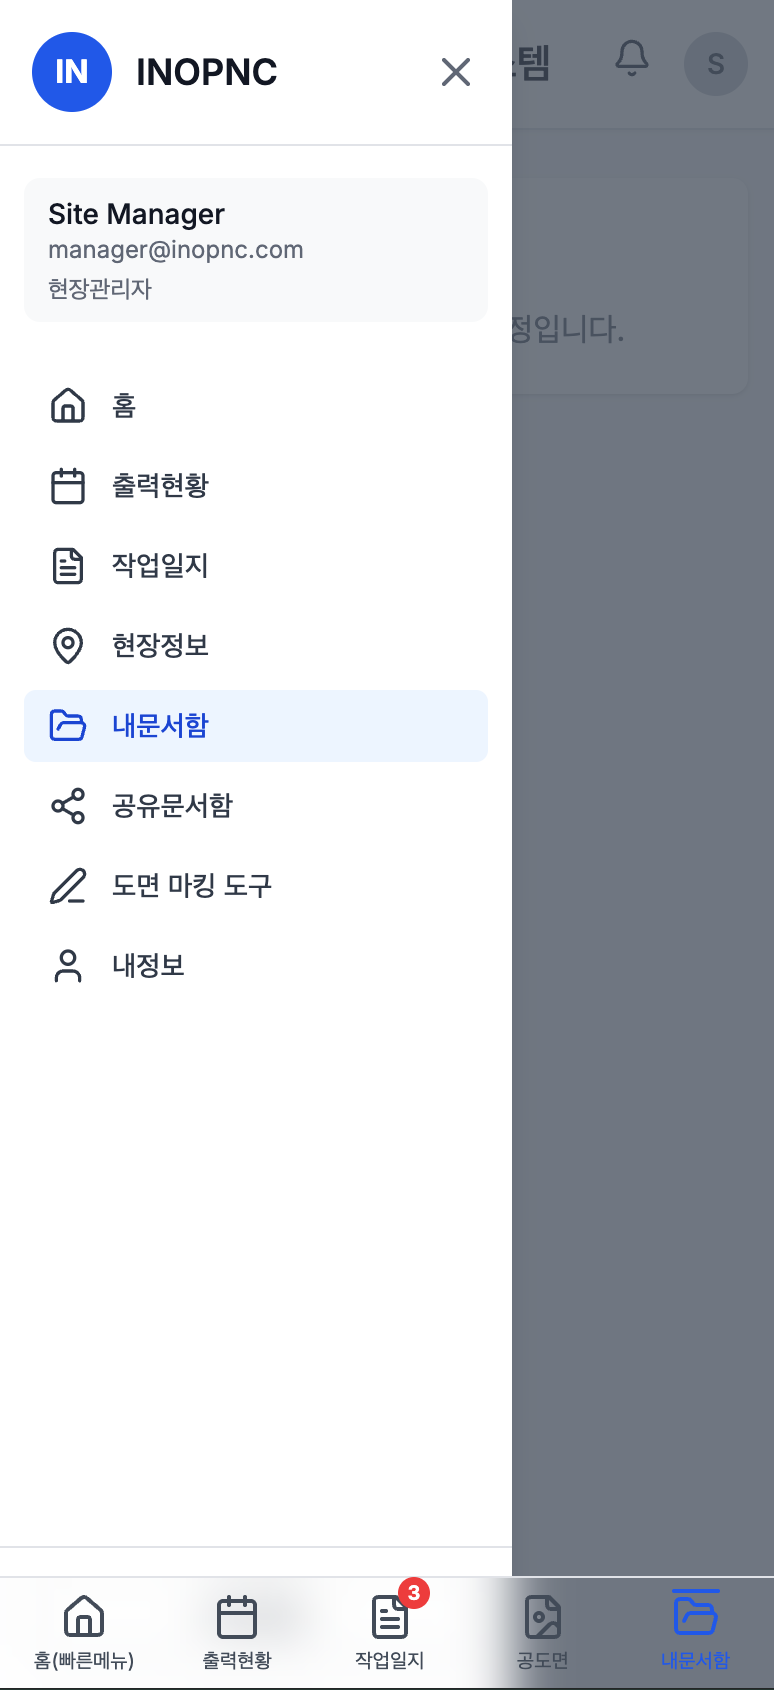 IN INOPNC
템
S
Site Manager
manager@inopnc.com
현장관리자
정입니다.
홈
출력현황
작업일지
현장정보
내문서함
공유문서함
도면 마킹 도구
내정보
3
홈(빠른메뉴) 출력현황 작업일지 공도면 내문서함